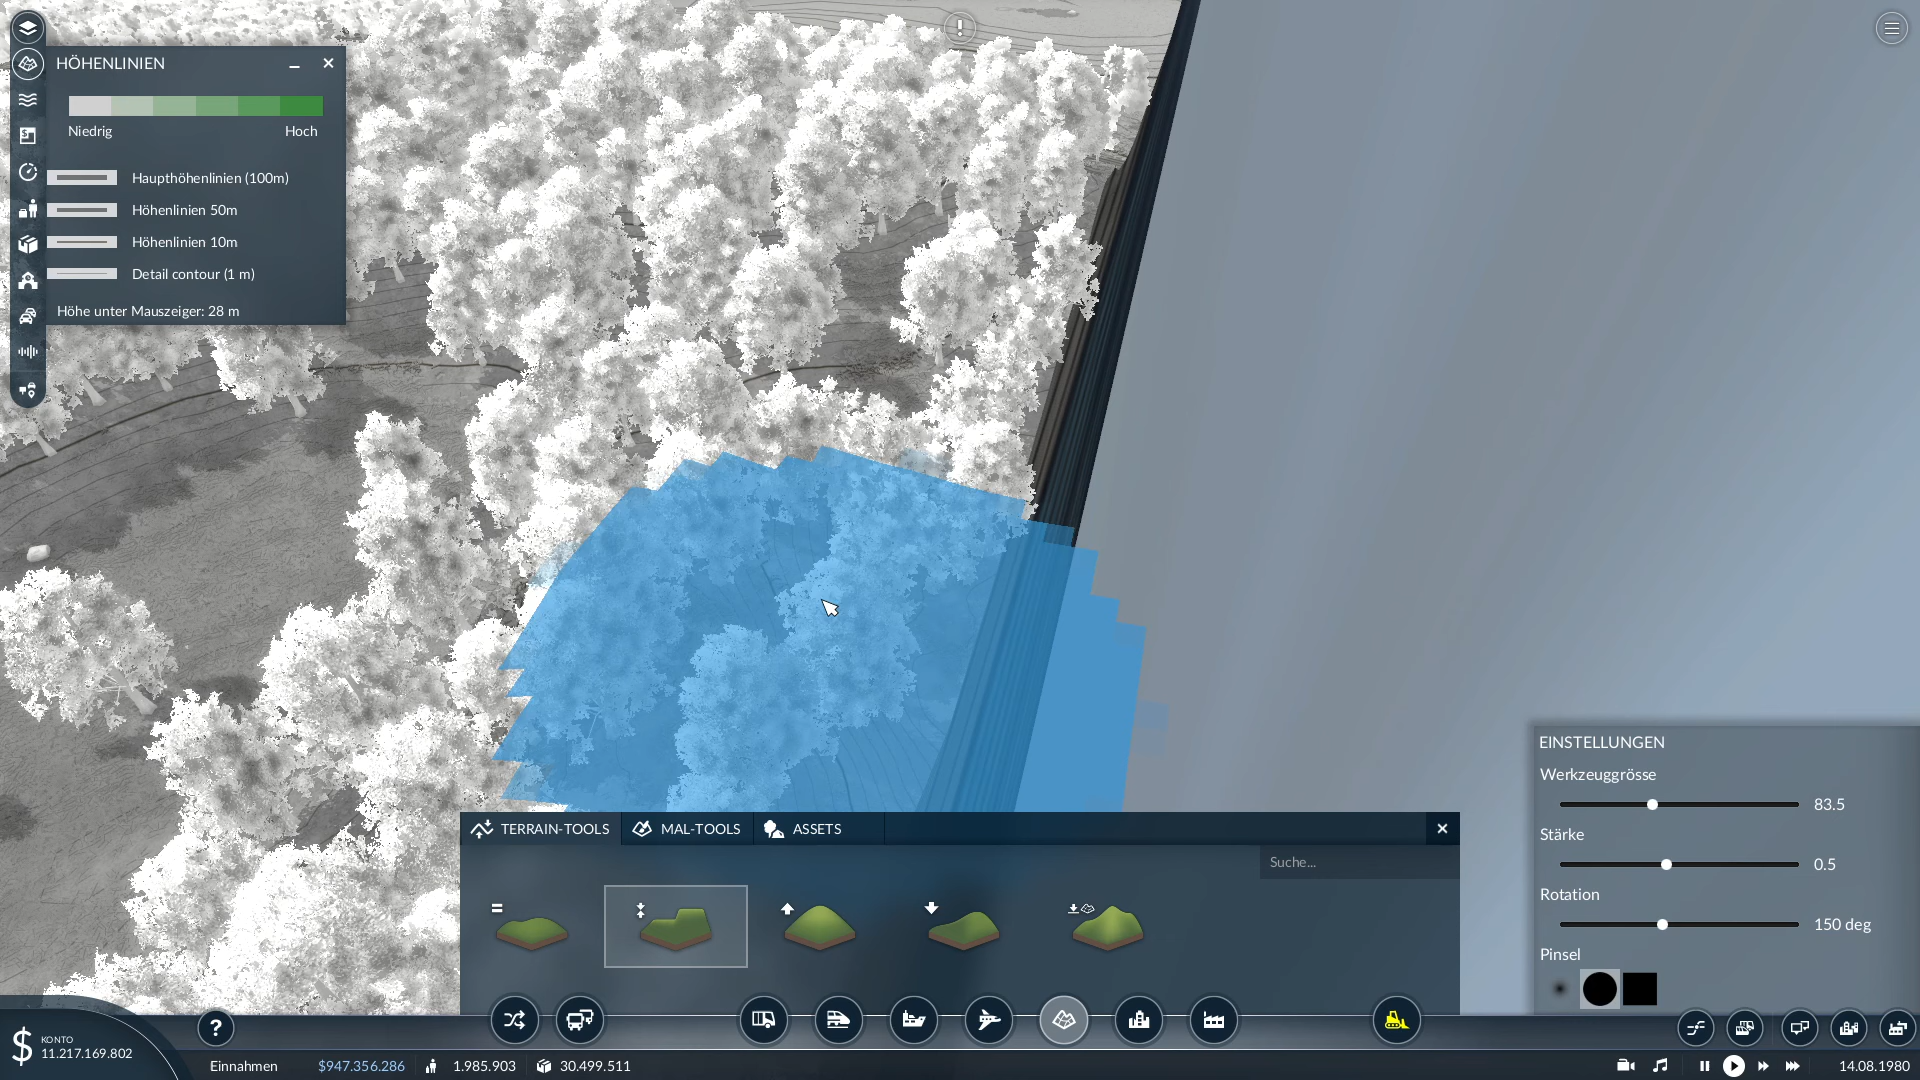 HÖHENLINIEN
Niedrig Hoch
Haupthöhenlinien (100m)
Höhenlinien 50m
Höhenlinien 10m
Detail contour (1 m)
Höhe unter Mauszeiger: 28 m
EINSTELLUNGEN
Werkzeuggrösse
83.5
Stärke
0.5
Rotation
150 deg
Pinsel
TERRAIN-TOOLS MAL-TOOLS ASSETS
Suche...
KONTO
11.217.169.802
Einnahmen $947.356.286 1.985.903 30.499.511
14.08.1980